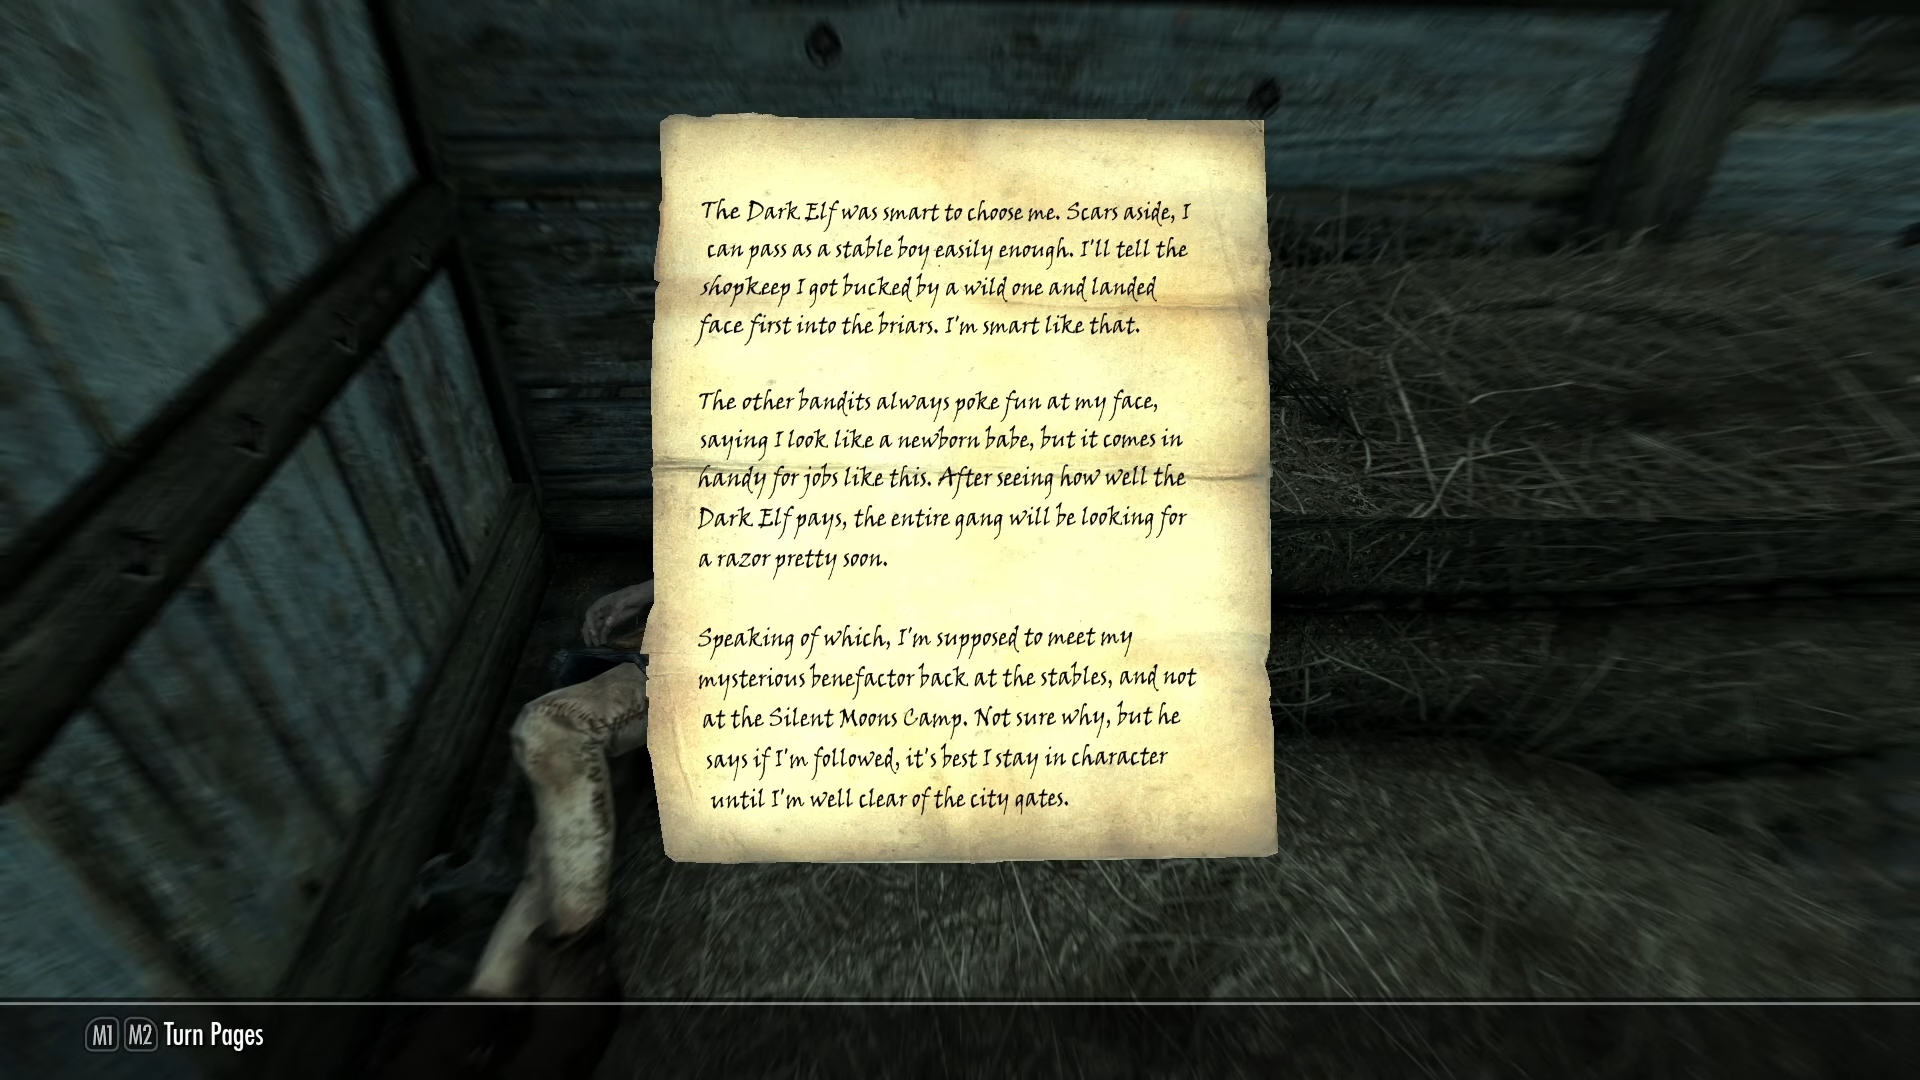 The Dark Elf was smart to choose me. Scars aside, I
can pass as a stable boy easily enough. I'll tell the
shopkeep I got bucked by a wild one and landed
face first into the briars. I'm smart like that.
The other bandits always poke fun at my face,
saying I look like a newborn babe, but it comes in
handy for jobs like this. After seeing how well the
Dark Elf pays, the entire gang will be looking for
a razor pretty soon.
Speaking of which, I'm supposed to meet my
mysterious benefactor back at the stables, and not
at the Silent Moons Camp. Not sure why, but he
says if I'm followed, it's best I stay in character
until I'm well clear of the city gates.
M1 M2 Turn Pages